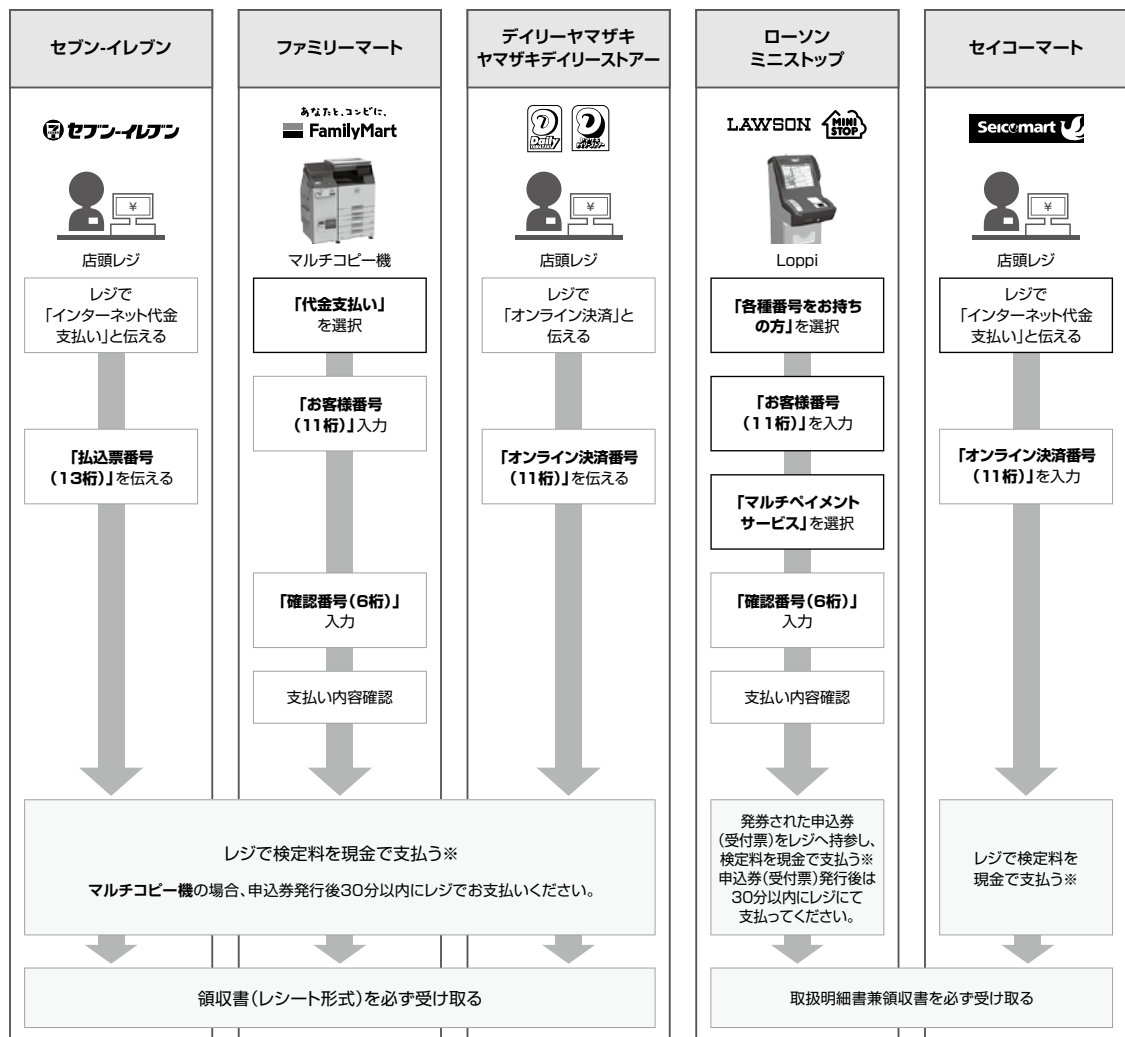 セブン-イレブン
セブン-イレブン
¥
店頭レジ
レジで
「インターネット代金
支払い」と伝える
「払込票番号
(13桁)」を伝える
ファミリーマート
あなたと、コンビに、
FamilyMart
マルチコピー機
「代金支払い」
を選択
「お客様番号
(11桁)」入力
「確認番号(6桁)」
入力
支払い内容確認
デイリーヤマザキ
ヤマザキデイリーストアー
Daily
¥
店頭レジ
レジで
「オンライン決済」と
伝える
「オンライン決済番号
(11桁)」を伝える
レジで検定料を現金で支払う※
マルチコピー機の場合、申込券発行後30分以内にレジでお支払いください。
領収書(レシート形式)を必ず受け取る
ローソン
ミニストップ
LAWSON
MINI
STOP
Loppi
「各種番号をお持ち
の方」を選択
「お客様番号
(11桁)」を入力
「マルチペイメント
サービス」を選択
「確認番号(6桁)」
入力
支払い内容確認
発券された申込券
(受付票)をレジへ持参し、
検定料を現金で支払う※
申込券(受付票)発行後は
30分以内にレジにて
支払ってください。
セイコーマート
Seicomart
¥
店頭レジ
レジで
「インターネット代金
支払い」と伝える
「オンライン決済番号
(11桁)」を入力
レジで検定料を
現金で支払う※
取扱明細書兼領収書を必ず受け取る